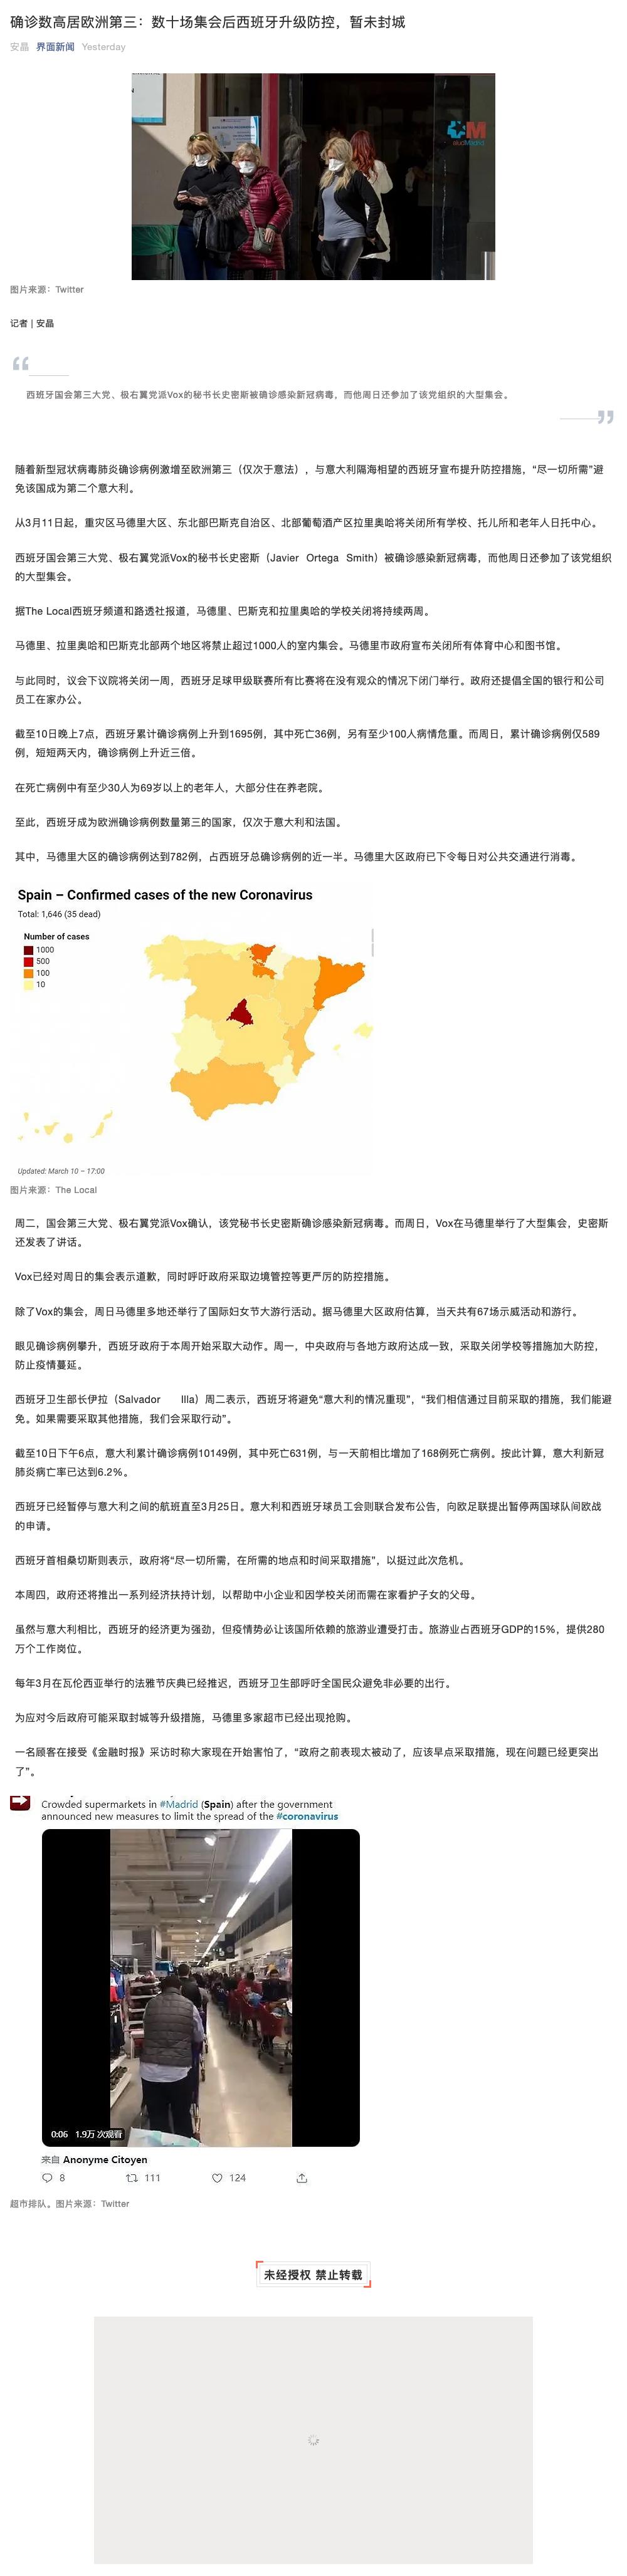 确诊数高居欧洲第三：数十场集会后西班牙升级防控，暂未封城
安晶 界面新闻 Yesterday
图片来源：Twitter
记者 | 安晶
西班牙国会第三大党、极右翼党派Vox的秘书长史密斯被确诊感染新冠病毒，而他周日还参加了该党组织的大型集会。
随着新型冠状病毒肺炎确诊病例激增至欧洲第三（仅次于意法），与意大利隔海相望的西班牙宣布提升防控措施，“尽一切所需”避
免该国成为第二个意大利。
从3月11日起，重灾区马德里大区、东北部巴斯克自治区、北部葡萄酒产区拉里奥哈将关闭所有学校、托儿所和老年人日托中心。
西班牙国会第三大党、极右翼党派Vox的秘书长史密斯（Javier Ortega Smith）被确诊感染新冠病毒，而他周日还参加了该党组织
的大型集会。
据The Local西班牙频道和路透社报道，马德里、巴斯克和拉里奥哈的学校关闭将持续两周。
马德里、拉里奥哈和巴斯克北部两个地区将禁止超过1000人的室内集会。马德里市政府宣布关闭所有体育中心和图书馆。
与此同时，议会下议院将关闭一周，西班牙足球甲级联赛所有比赛将在没有观众的情况下闭门举行。政府还提倡全国的银行和公司
员工在家办公。
截至10日晚上7点，西班牙累计确诊病例上升到1695例，其中死亡36例，另有至少100人病情危重。而周日，累计确诊病例仅589
例，短短两天内，确诊病例上升近三倍。
在死亡病例中有至少30人为69岁以上的老年人，大部分住在养老院。
至此，西班牙成为欧洲确诊病例数量第三的国家，仅次于意大利和法国。
其中，马德里大区的确诊病例达到782例，占西班牙总确诊病例的近一半。马德里大区政府已下令每日对公共交通进行消毒。
Spain – Confirmed cases of the new Coronavirus
Total: 1,646 (35 dead)
Number of cases
1000
500
100
10
Updated: March 10 – 17:00
图片来源：The Local
周二，国会第三大党、极右翼党派Vox确认，该党秘书长史密斯确诊感染新冠病毒。而周日，Vox在马德里举行了大型集会，史密斯
还发表了讲话。
Vox已经对周日的集会表示道歉，同时呼吁政府采取边境管控等更严厉的防控措施。
除了Vox的集会，周日马德里多地还举行了国际妇女节大游行活动。据马德里大区政府估算，当天共有67场示威活动和游行。
眼见确诊病例攀升，西班牙政府于本周开始采取大动作。周一，中央政府与各地方政府达成一致，采取关闭学校等措施加大防控，
防止疫情蔓延。
西班牙卫生部长伊拉（Salvador Illa）周二表示，西班牙将避免“意大利的情况重现”，“我们相信通过目前采取的措施，我们能避
免。如果需要采取其他措施，我们会采取行动”。
截至10日下午6点，意大利累计确诊病例10149例，其中死亡631例，与一天前相比增加了168例死亡病例。按此计算，意大利新冠
肺炎病亡率已达到6.2%。
西班牙已经暂停与意大利之间的航班直至3月25日。意大利和西班牙球员工会则联合发布公告，向欧足联提出暂停两国球队间欧战
的申请。
西班牙首相桑切斯则表示，政府将“尽一切所需，在所需的地点和时间采取措施”，以挺过此次危机。
本周四，政府还将推出一系列经济扶持计划，以帮助中小企业和因学校关闭而需在家看护子女的父母。
虽然与意大利相比，西班牙的经济更为强劲，但疫情势必让该国所依赖的旅游业遭受打击。旅游业占西班牙GDP的15%，提供280
万个工作岗位。
每年3月在瓦伦西亚举行的法雅节庆典已经推迟，西班牙卫生部呼吁全国民众避免非必要的出行。
为应对今后政府可能采取封城等升级措施，马德里多家超市已经出现抢购。
一名顾客在接受《金融时报》采访时称大家现在开始害怕了，“政府之前表现太被动了，应该早点采取措施，现在问题已经更突出
了”。
Crowded supermarkets in #Madrid (Spain) after the government
announced new measures to limit the spread of the #coronavirus
0:06 1.9万 次观看
来自 Anonyme Citoyen
8 111 124
超市排队。图片来源：Twitter
未经授权 禁止转载